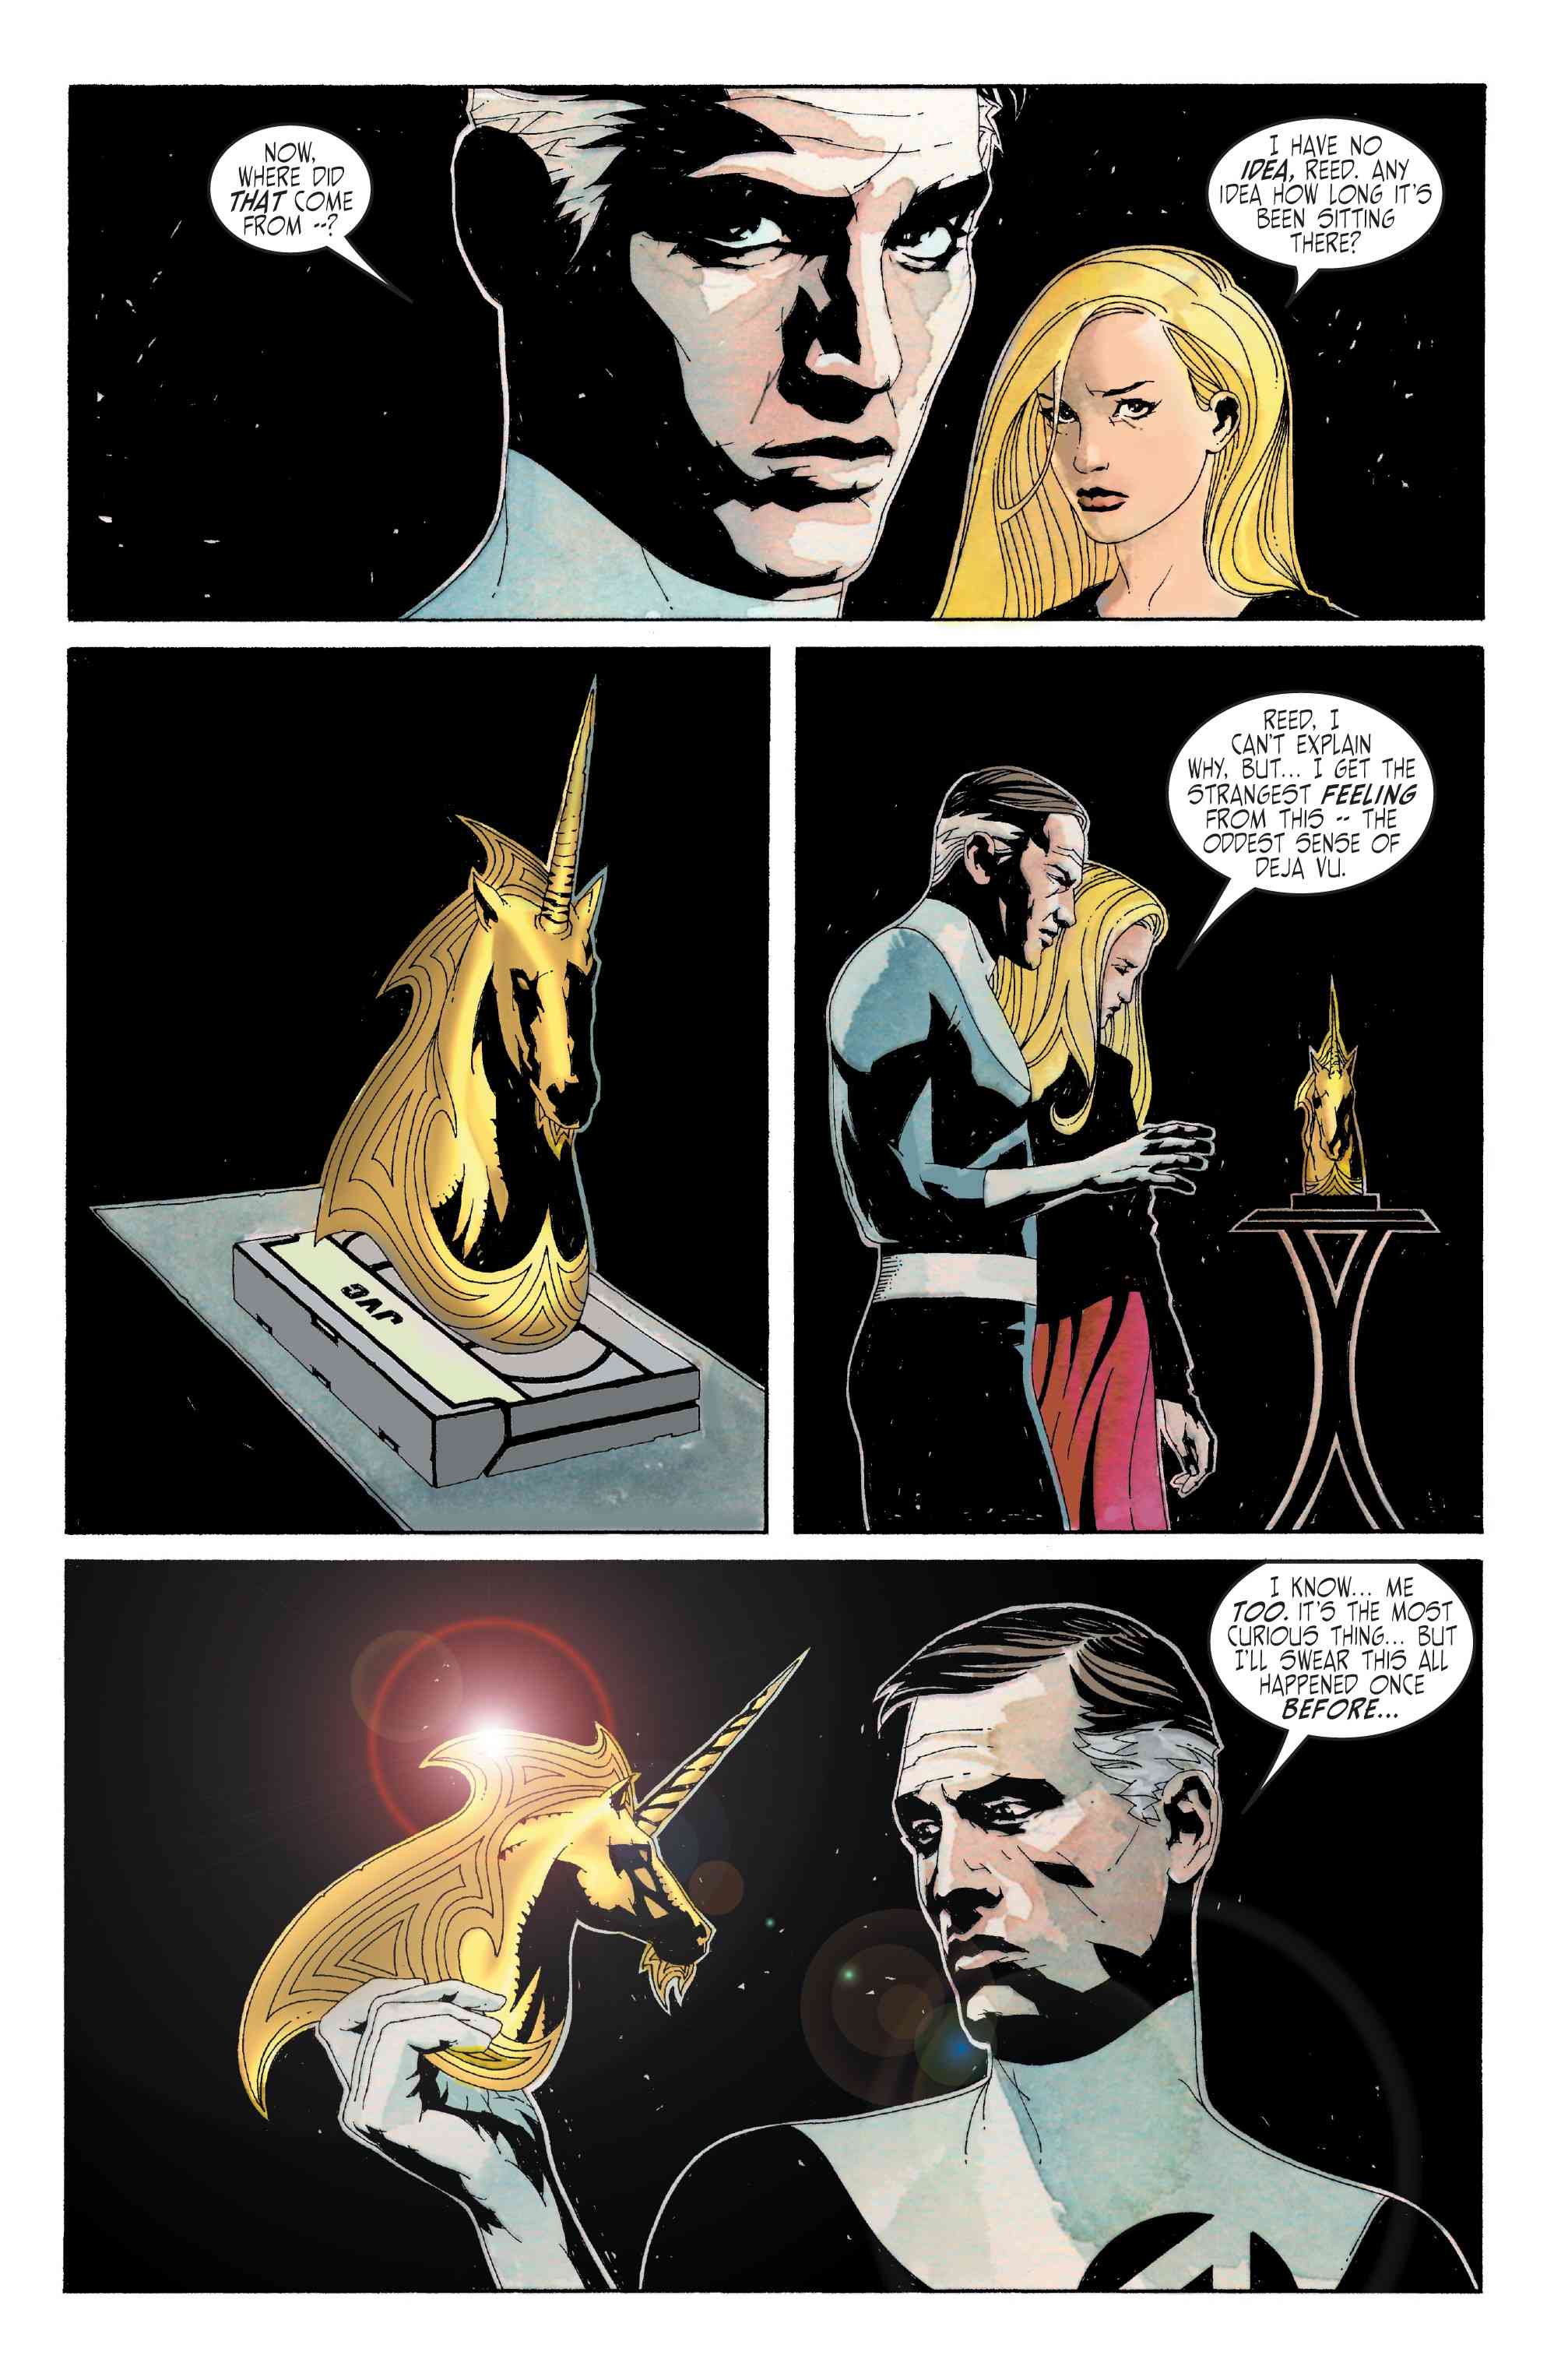 NOW,
WHERE DID
THAT COME
FROM --?
I HAVE NO
IDEA, REED. ANY
IDEA HOW LONG IT'S
BEEN SITTING
THERE?
JVC
REED, I
CAN'T EXPLAIN
WHY, BUT... I GET THE
STRANGEST FEELING
FROM THIS -- THE
ODDEST SENSE OF
DEJA VU.
I KNOW... ME
TOO. IT'S THE MOST
CURIOUS THING... BUT
I'LL SWEAR THIS ALL
HAPPENED ONCE
BEFORE...
4